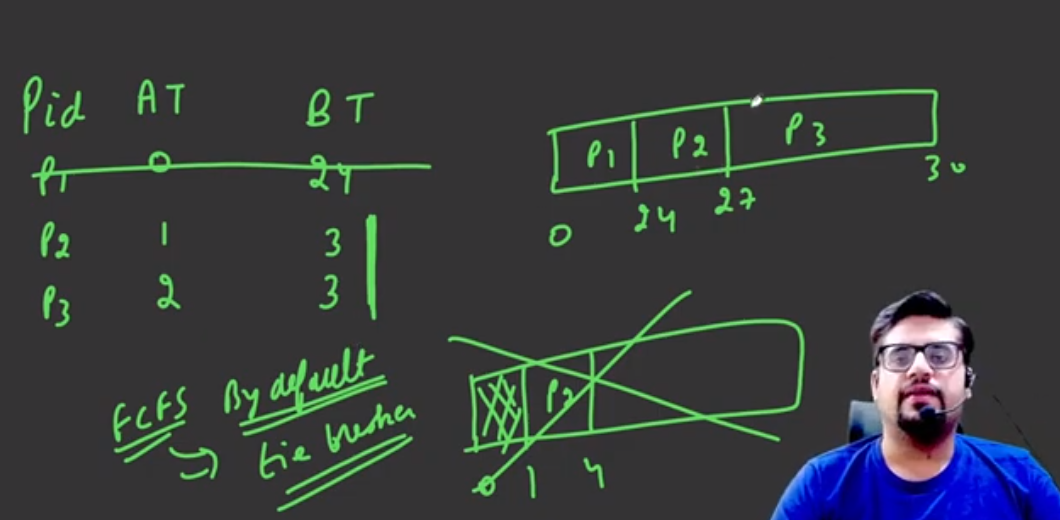 Pid AT BT
P1 0 24
P2 1 3
P3 2 3
P1 P2 P3
0 24 27 30
FCFS By default
tie breaker
P2
0 1 4